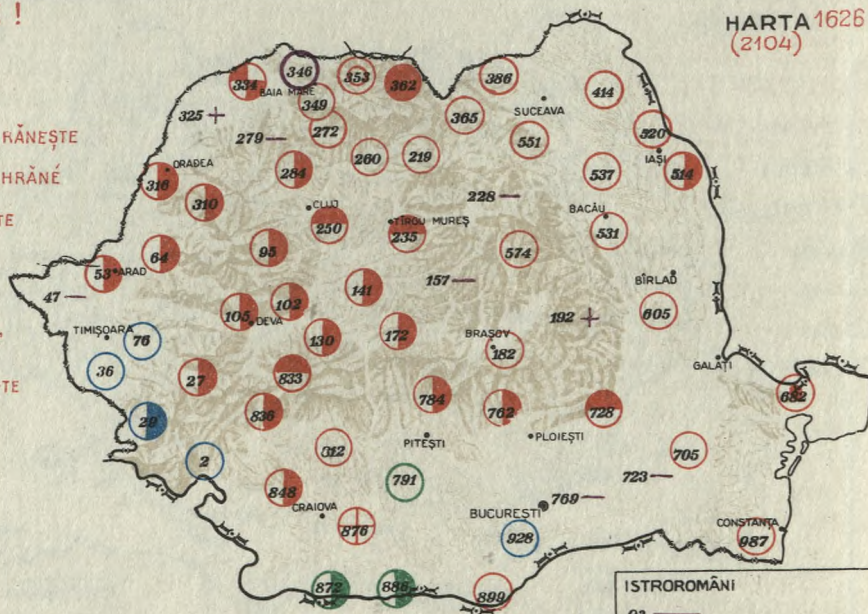 !
HARTA 1626
(2104)
RĂNEȘTE
HRĂNÉ
TE
,
TE
334
346
353
362
386
414
BAIA MARE
349
325 +
365
SUCEAVA
279 —
272
551
520
IAȘI
260
219
ORADEA
284
537
514
316
310
228 —
CLUJ
250
TÎRGU MUREȘ
235
BACĂU
531
95
574
64
53
ARAD
47 —
157 —
BÎRLAD
141
102
105
DEVA
192 +
605
TIMIȘOARA
76
130
172
BRAȘOV
182
36
GALAȚI
27
833
682
784
762
728
29
836
PITEȘTI
PLOIEȘTI
312
705
2
791
723 —
848
769 —
CRAIOVA
876
BUCUREȘTI
928
CONSTANȚA
987
872
886
899
ISTROROMÂNI